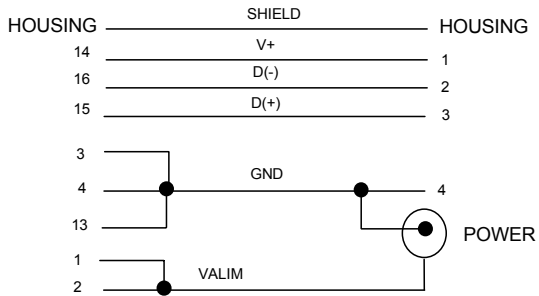 SHIELD
HOUSING HOUSING
14 V+ 1
16 D(-) 2
15 D(+) 3
3
4 GND 4
13
POWER
1
2 VALIM